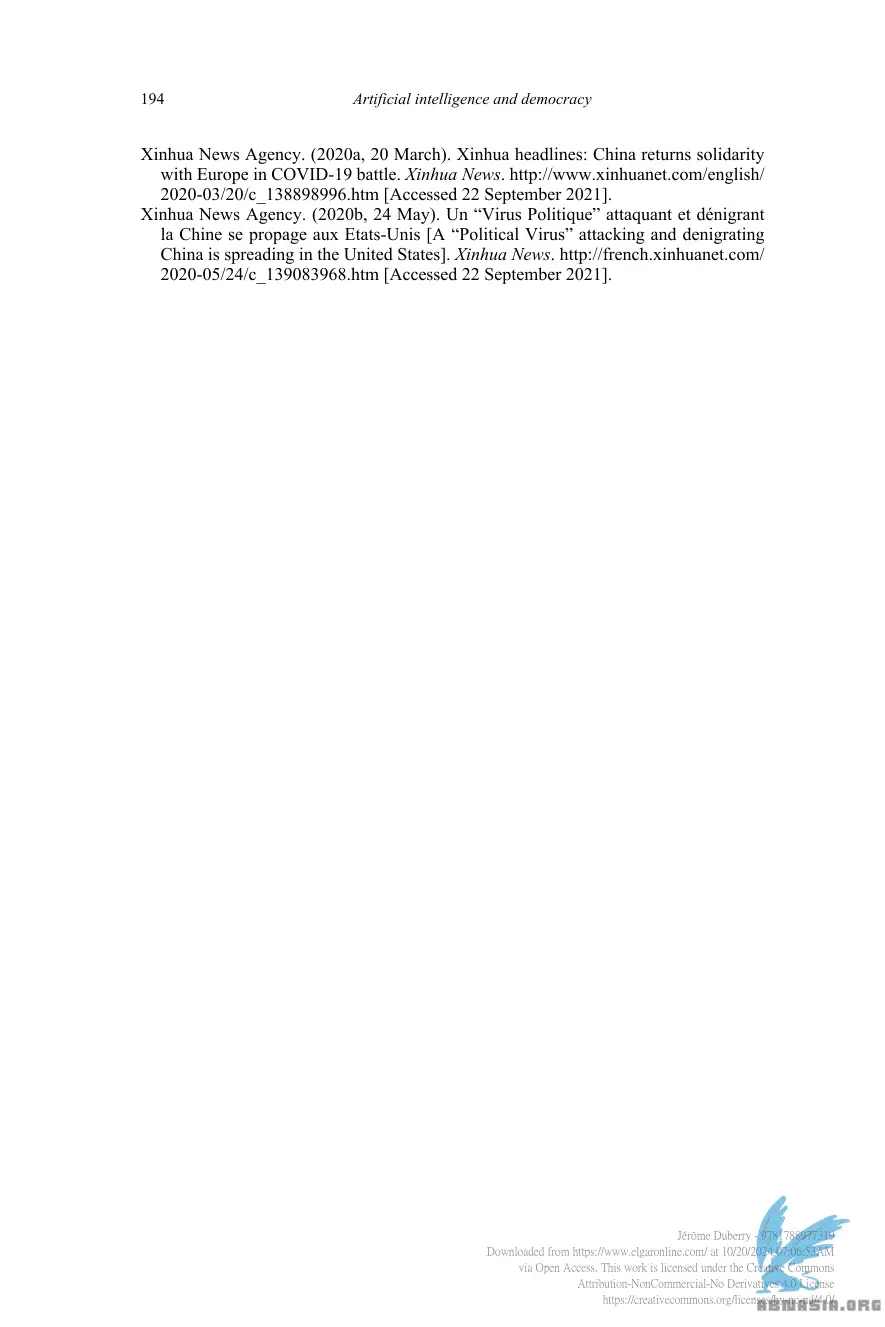 194 Artificial intelligence and democracy
Xinhua News Agency. (2020a, 20 March). Xinhua headlines: China returns solidarity
with Europe in COVID-19 battle. Xinhua News. http://www.xinhuanet.com/english/
2020-03/20/c_138898996.htm [Accessed 22 September 2021].
Xinhua News Agency. (2020b, 24 May). Un “Virus Politique” attaquant et dénigrant
la Chine se propage aux Etats-Unis [A “Political Virus” attacking and denigrating
China is spreading in the United States]. Xinhua News. http://french.xinhuanet.com/
2020-05/24/c_139083968.htm [Accessed 22 September 2021].
Jérôme Duberry - 9781788977319
Downloaded from https://www.elgaronline.com/ at 10/20/2024 07:06:53AM
via Open Access. This work is licensed under the Creative Commons
Attribution-NonCommercial-No Derivatives 4.0 License
https://creativecommons.org/licenses/by-nc-nd/4.0/
ABTNASIA.ORG